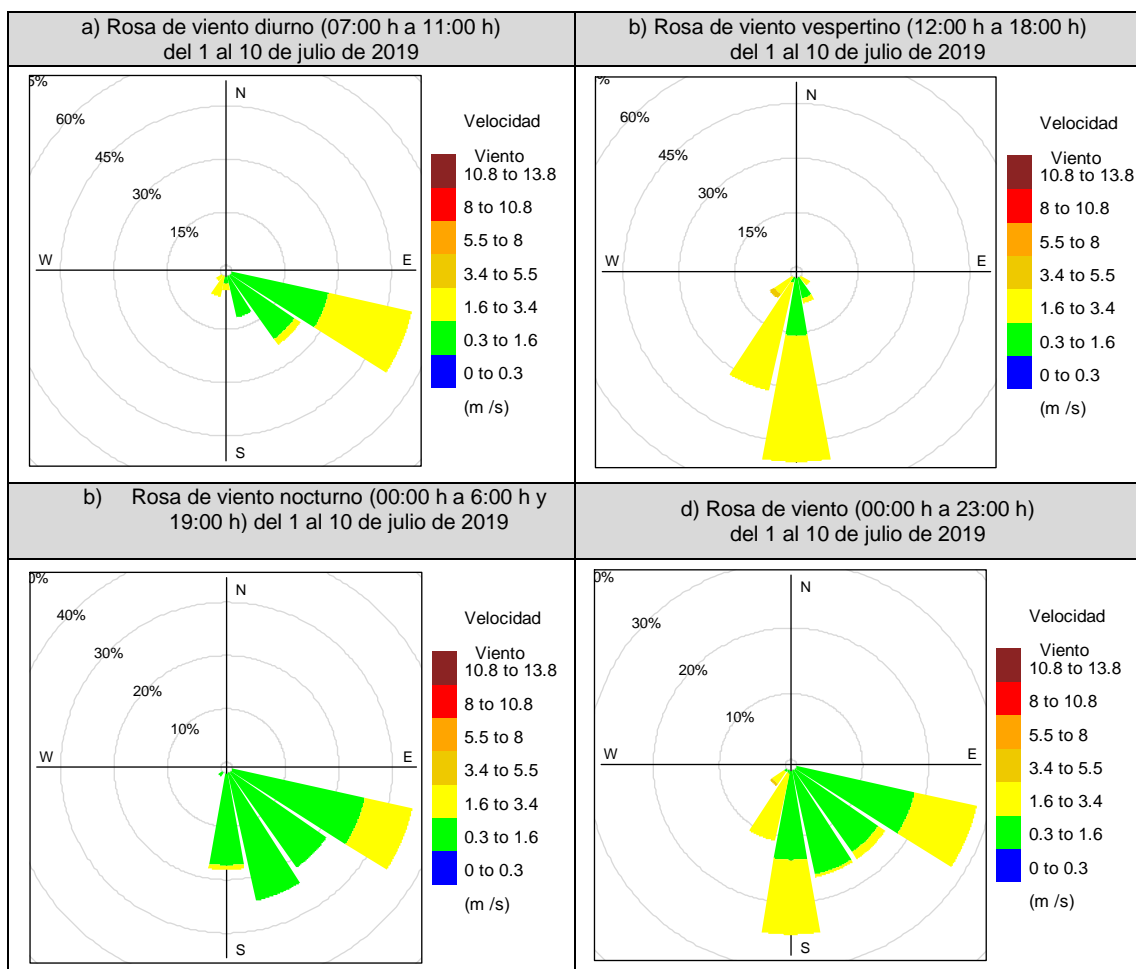 a) Rosa de viento diurno (07:00 h a 11:00 h)
del 1 al 10 de julio de 2019
5%
N
60%
45%
30%
15%
W
E
S
Velocidad
Viento
10.8 to 13.8
8 to 10.8
5.5 to 8
3.4 to 5.5
1.6 to 3.4
0.3 to 1.6
0 to 0.3
(m /s)
b) Rosa de viento vespertino (12:00 h a 18:00 h)
del 1 al 10 de julio de 2019
%
N
60%
45%
30%
15%
W
E
S
Velocidad
Viento
10.8 to 13.8
8 to 10.8
5.5 to 8
3.4 to 5.5
1.6 to 3.4
0.3 to 1.6
0 to 0.3
(m /s)
b) Rosa de viento nocturno (00:00 h a 6:00 h y
19:00 h) del 1 al 10 de julio de 2019
0%
N
40%
30%
20%
10%
W
E
S
Velocidad
Viento
10.8 to 13.8
8 to 10.8
5.5 to 8
3.4 to 5.5
1.6 to 3.4
0.3 to 1.6
0 to 0.3
(m /s)
d) Rosa de viento (00:00 h a 23:00 h)
del 1 al 10 de julio de 2019
0%
N
30%
20%
10%
W
E
S
Velocidad
Viento
10.8 to 13.8
8 to 10.8
5.5 to 8
3.4 to 5.5
1.6 to 3.4
0.3 to 1.6
0 to 0.3
(m /s)